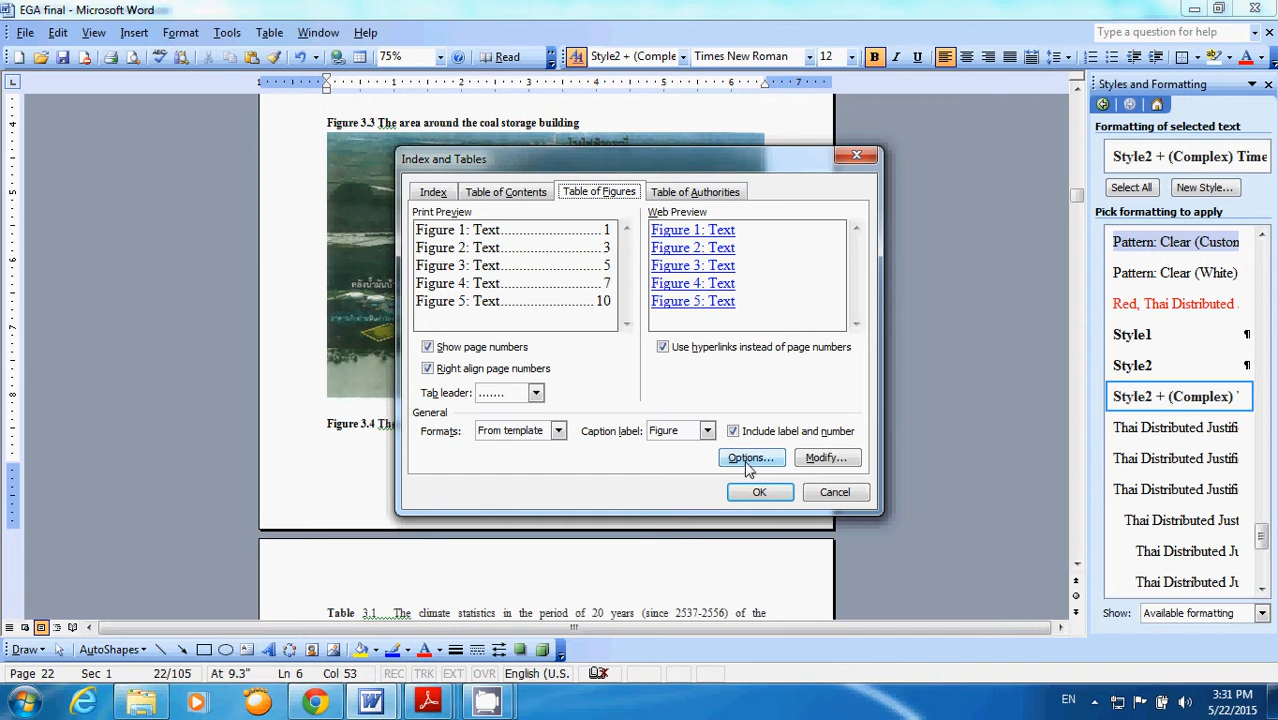 EGA final - Microsoft Word
File Edit View Insert Format Tools Table Window Help
Type a question for help
75% Read Style2 + (Comple Times New Roman 12 B I U
Styles and Formatting
1 1 2 3 4 5 6 7
Figure 3.3 The area around the coal storage building
Formatting of selected text
Style2 + (Complex) Time
Select All New Style...
Pick formatting to apply
Pattern: Clear (Custon
Pattern: Clear (White)
Red, Thai Distributed
Style1 ¶
Style2 ¶
Style2 + (Complex)
Thai Distributed Justifi
Thai Distributed Justifi
Thai Distributed Justifi
Thai Distributed Just
Thai Distributed Ju
Thai Distributed Ju
Show: Available formatting
Index and Tables
Index Table of Contents Table of Figures Table of Authorities
Print Preview
Figure 1: Text 1
Figure 2: Text 3
Figure 3: Text 5
Figure 4: Text 7
Figure 5: Text 10
Web Preview
Figure 1: Text
Figure 2: Text
Figure 3: Text
Figure 4: Text
Figure 5: Text
Show page numbers
Right align page numbers
Tab leader: .......
Use hyperlinks instead of page numbers
General
Formats: From template Caption label: Figure Include label and number
Options... Modify...
OK Cancel
Figure 3.4
Table 3.1 The climate statistics in the period of 20 years (since 2537-2556) of the
Draw AutoShapes
Page 22 Sec 1 22/105 At 9.3" Ln 6 Col 53 REC TRK EXT OVR English (U.S.
EN 3:31 PM
5/22/2015